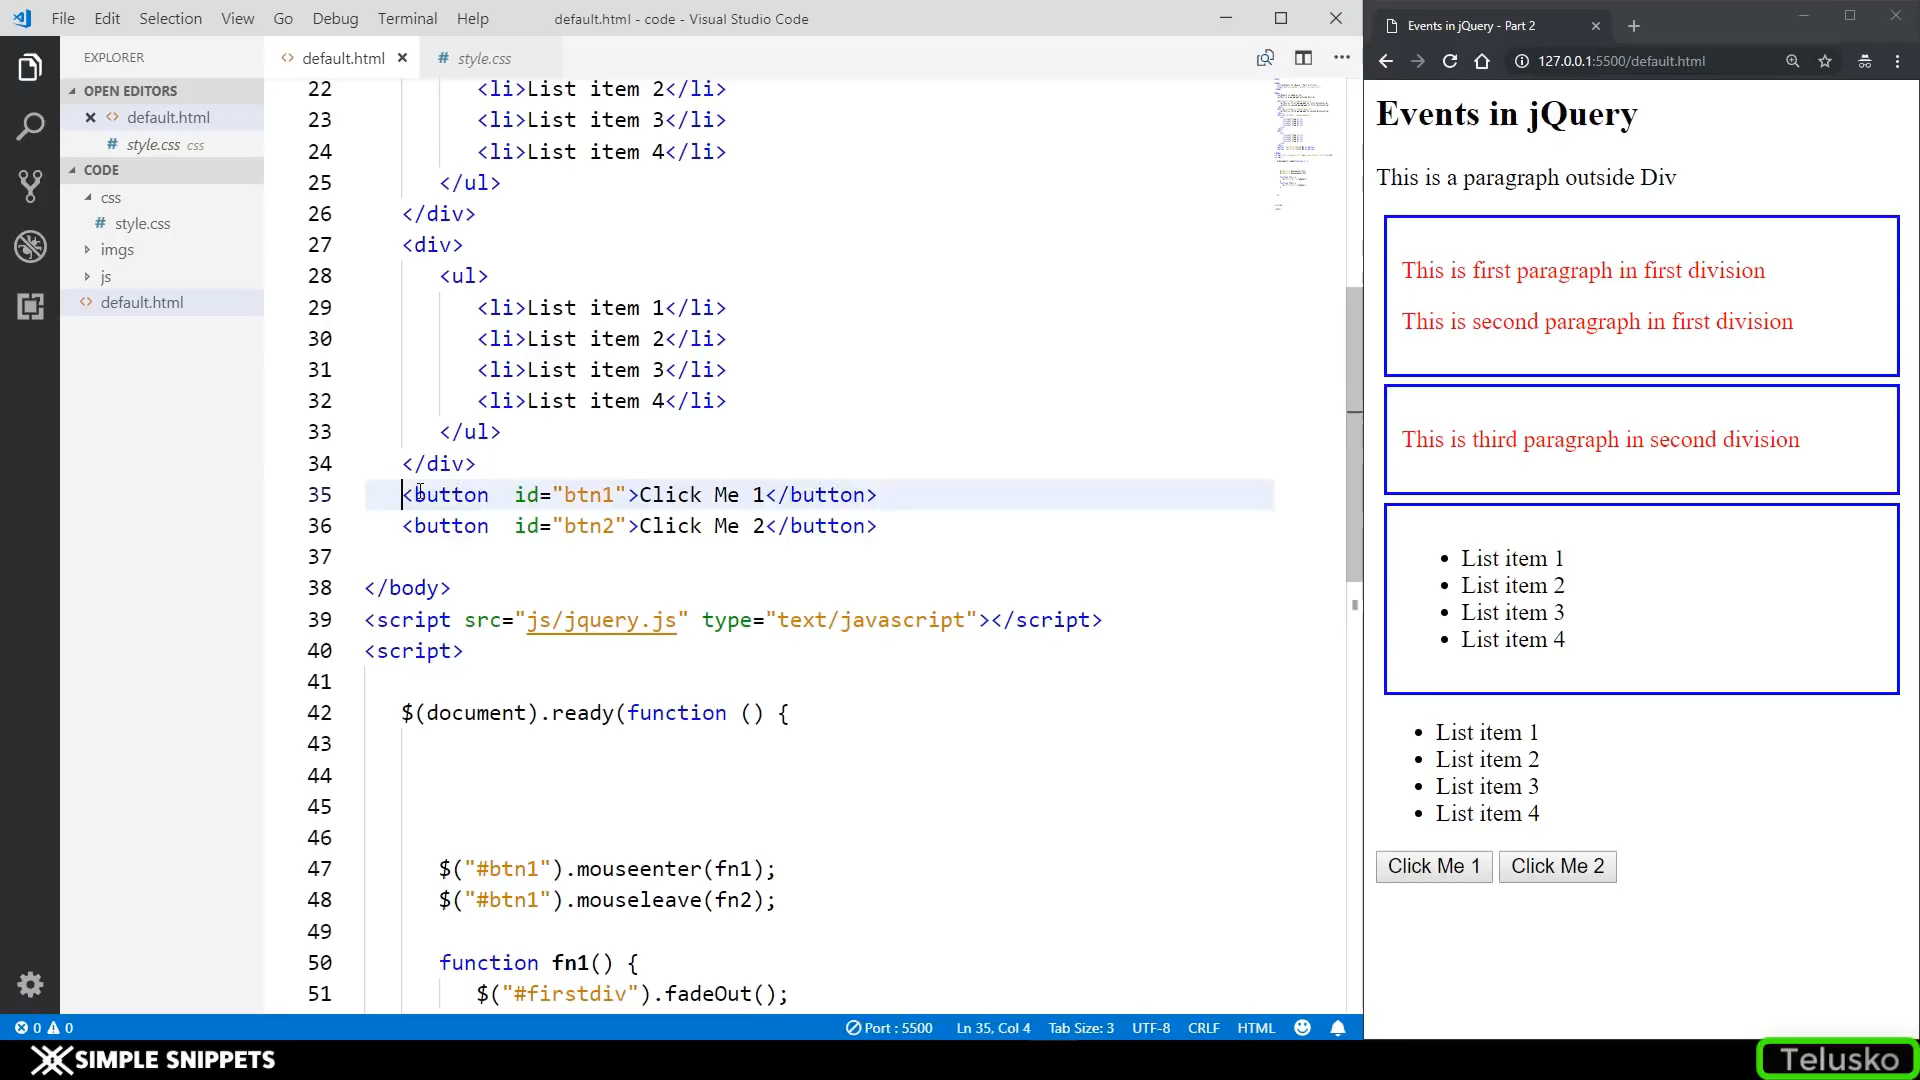 File Edit Selection View Go Debug Terminal Help
default.html - code - Visual Studio Code
EXPLORER
OPEN EDITORS
default.html
style.css css
CODE
css
style.css
imgs
js
default.html
default.html
style.css
22 <li>List item 2</li>
23 <li>List item 3</li>
24 <li>List item 4</li>
25 </ul>
26 </div>
27 <div>
28 <ul>
29 <li>List item 1</li>
30 <li>List item 2</li>
31 <li>List item 3</li>
32 <li>List item 4</li>
33 </ul>
34 </div>
35 <button  id="btn1">Click Me 1</button>
36 <button  id="btn2">Click Me 2</button>
37
38 </body>
39 <script src="js/jquery.js" type="text/javascript"></script>
40 <script>
41
42 $(document).ready(function () {
43
44
45
46
47 $("#btn1").mouseenter(fn1);
48 $("#btn1").mouseleave(fn2);
49
50 function fn1() {
51 $("#firstdiv").fadeOut();
0 0
Port : 5500 Ln 35, Col 4 Tab Size: 3 UTF-8 CRLF HTML
Events in jQuery - Part 2
127.0.0.1:5500/default.html
Events in jQuery
This is a paragraph outside Div
This is first paragraph in first division
This is second paragraph in first division
This is third paragraph in second division
List item 1
List item 2
List item 3
List item 4
List item 1
List item 2
List item 3
List item 4
Click Me 1 Click Me 2
SIMPLE SNIPPETS
Telusko